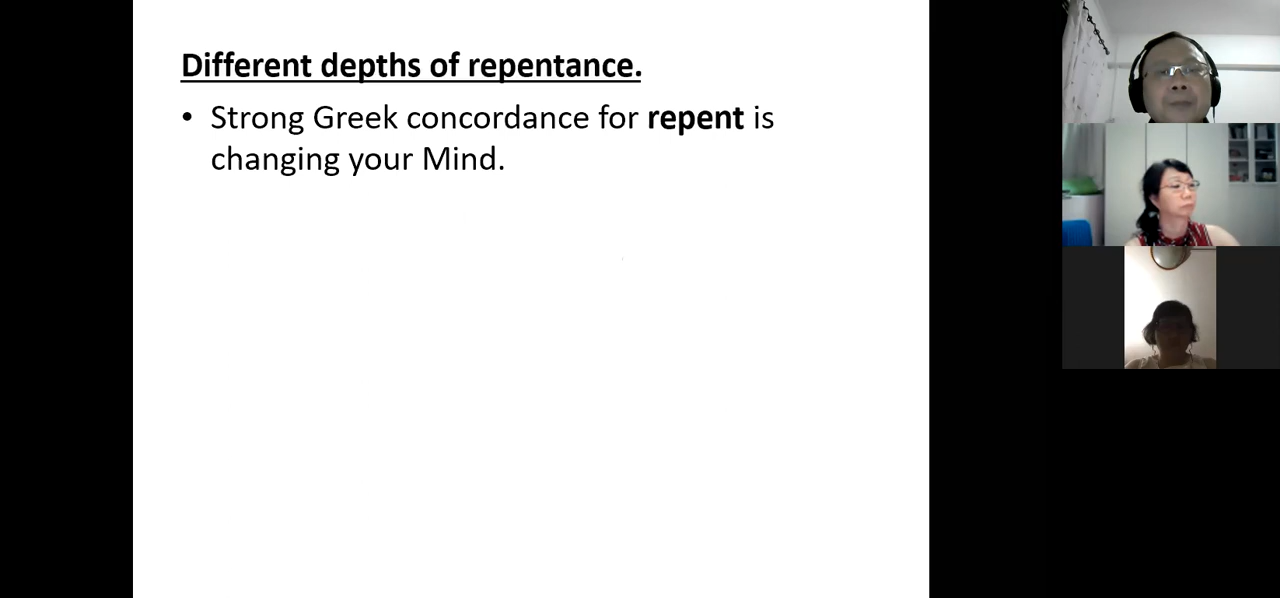 Different depths of repentance.
• Strong Greek concordance for repent is
changing your Mind.